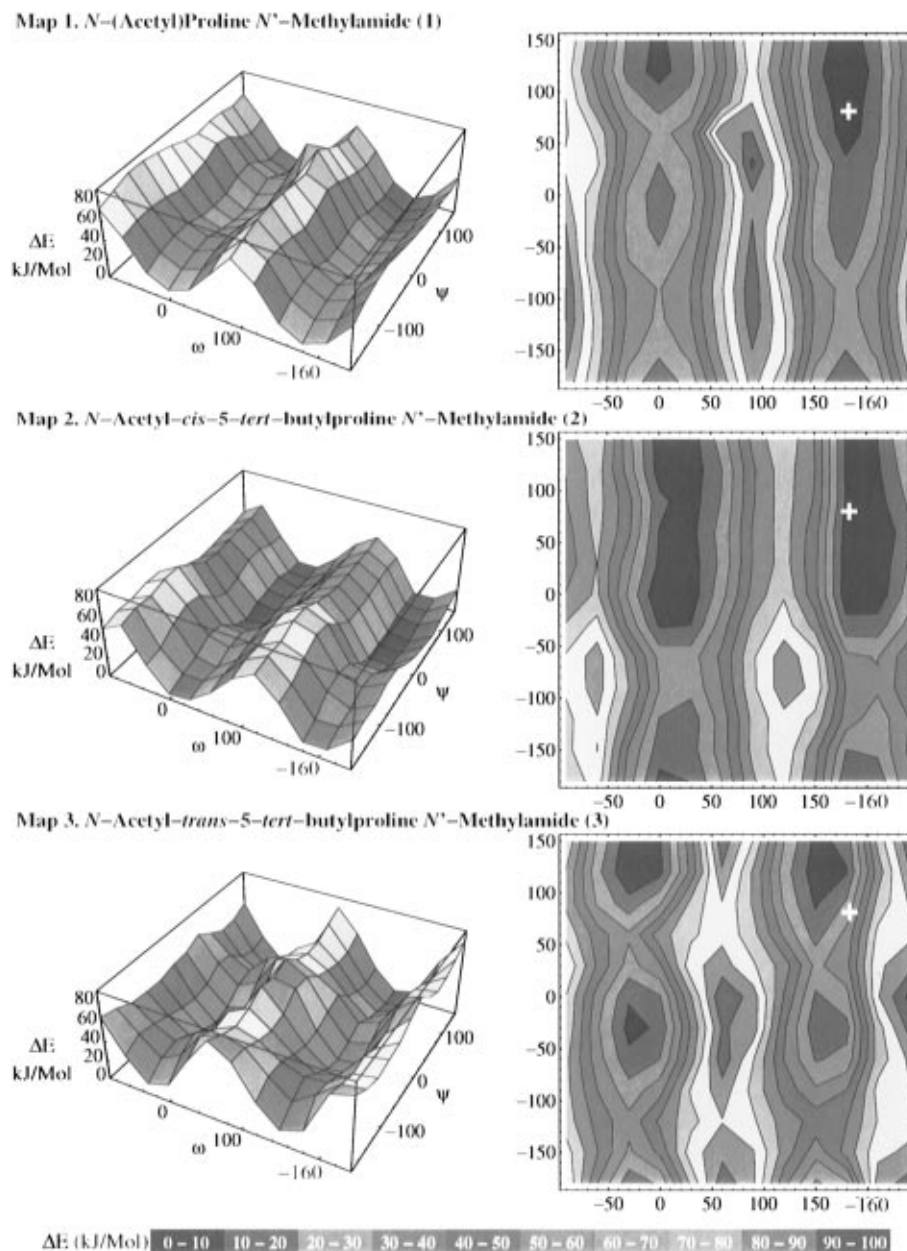 Map 1. N–(Acetyl)Proline N'–Methylamide (1)
80
60
40
20
0
ΔE
kJ/Mol
0
ω
100
−160
−100
0
Ψ
100
150
100
50
0
−50
−100
−150
−50 0 50 100 150 −160
Map 2. N–Acetyl–cis–5–tert–butylproline N'–Methylamide (2)
80
60
40
20
0
ΔE
kJ/Mol
0
ω
100
−160
−100
0
Ψ
100
150
100
50
0
−50
−100
−150
−50 0 50 100 150 −160
Map 3. N–Acetyl–trans–5–tert–butylproline N'–Methylamide (3)
80
60
40
20
0
ΔE
kJ/Mol
0
ω
100
−160
−100
0
Ψ
100
150
100
50
0
−50
−100
−150
−50 0 50 100 150 −160
ΔE (kJ/Mol) 0 – 10 10 – 20 20 – 30 30 – 40 40 – 50 50 – 60 60 – 70 70 – 80 80 – 90 90 – 100